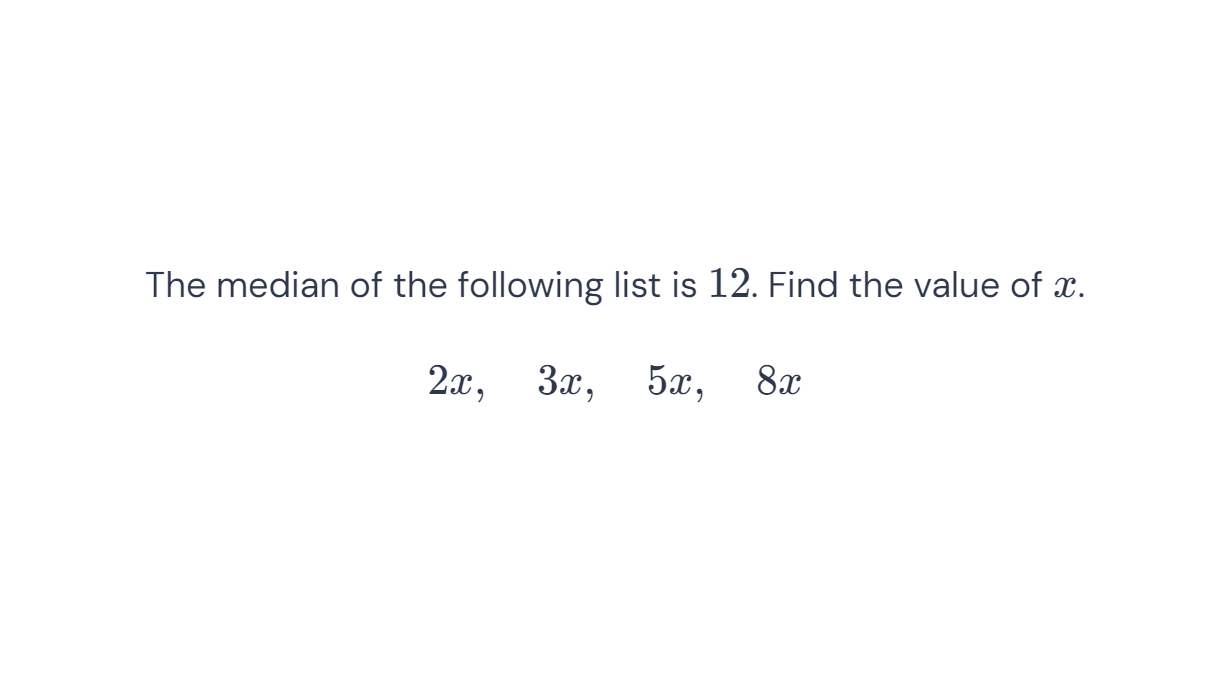 The median of the following list is 12. Find the value of x.
2x, 3x, 5x, 8x